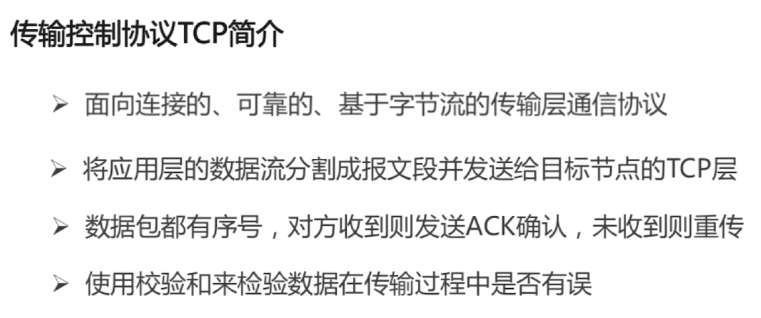 传输控制协议TCP简介
➢ 面向连接的、可靠的、基于字节流的传输层通信协议
➢ 将应用层的数据流分割成报文段并发送给目标节点的TCP层
➢ 数据包都有序号，对方收到则发送ACK确认，未收到则重传
➢ 使用校验和来检验数据在传输过程中是否有误